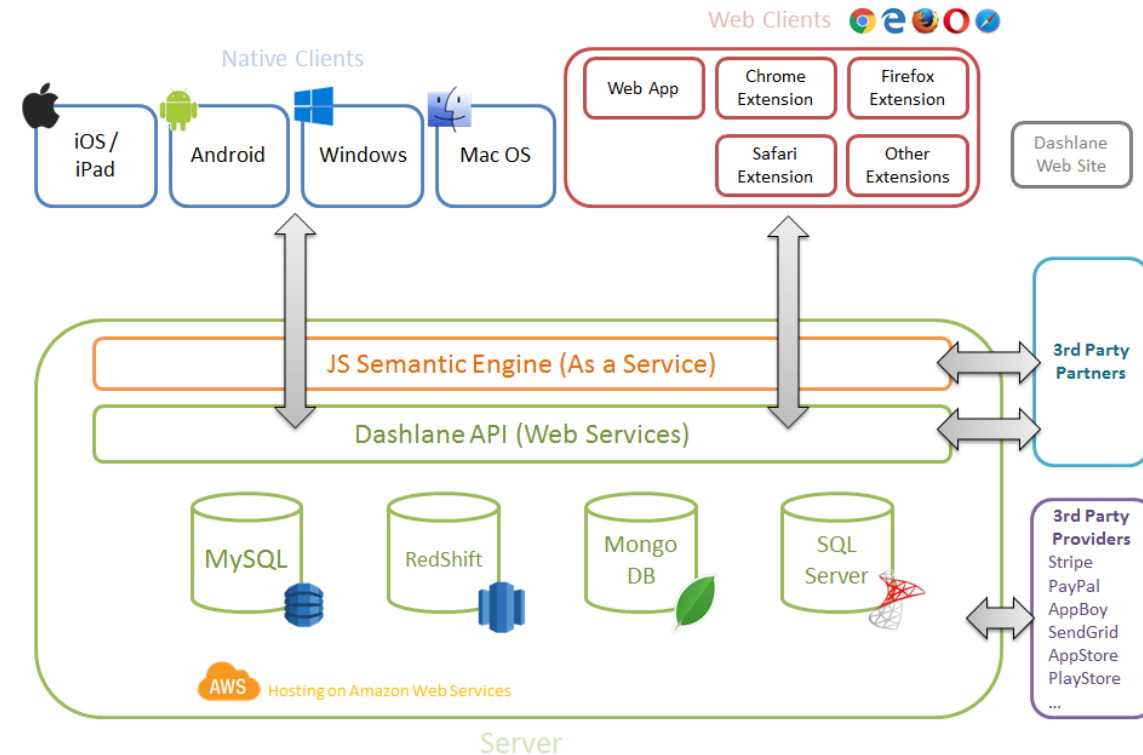 Web Clients
Native Clients
iOS /
iPad
Android
Windows
Mac OS
Web App
Chrome
Extension
Firefox
Extension
Safari
Extension
Other
Extensions
Dashlane
Web Site
JS Semantic Engine (As a Service)
Dashlane API (Web Services)
3rd Party
Partners
MySQL
RedShift
Mongo
DB
SQL
Server
3rd Party
Providers
Stripe
PayPal
AppBoy
SendGrid
AppStore
PlayStore
...
AWS
Hosting on Amazon Web Services
Server